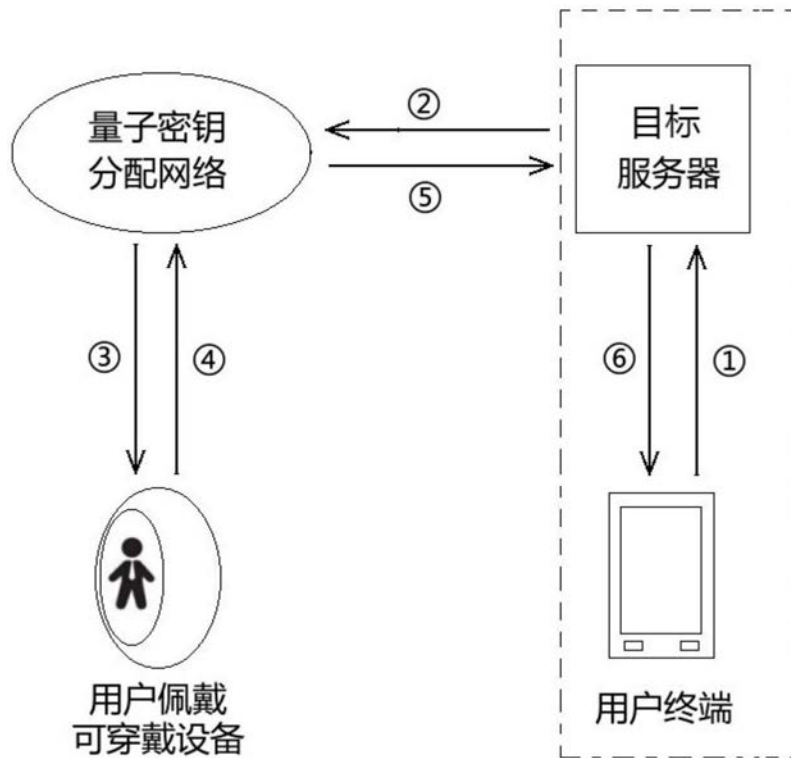 量子密钥
分配网络
②
⑤
目标
服务器
③
④
⑥
①
用户佩戴
可穿戴设备
用户终端